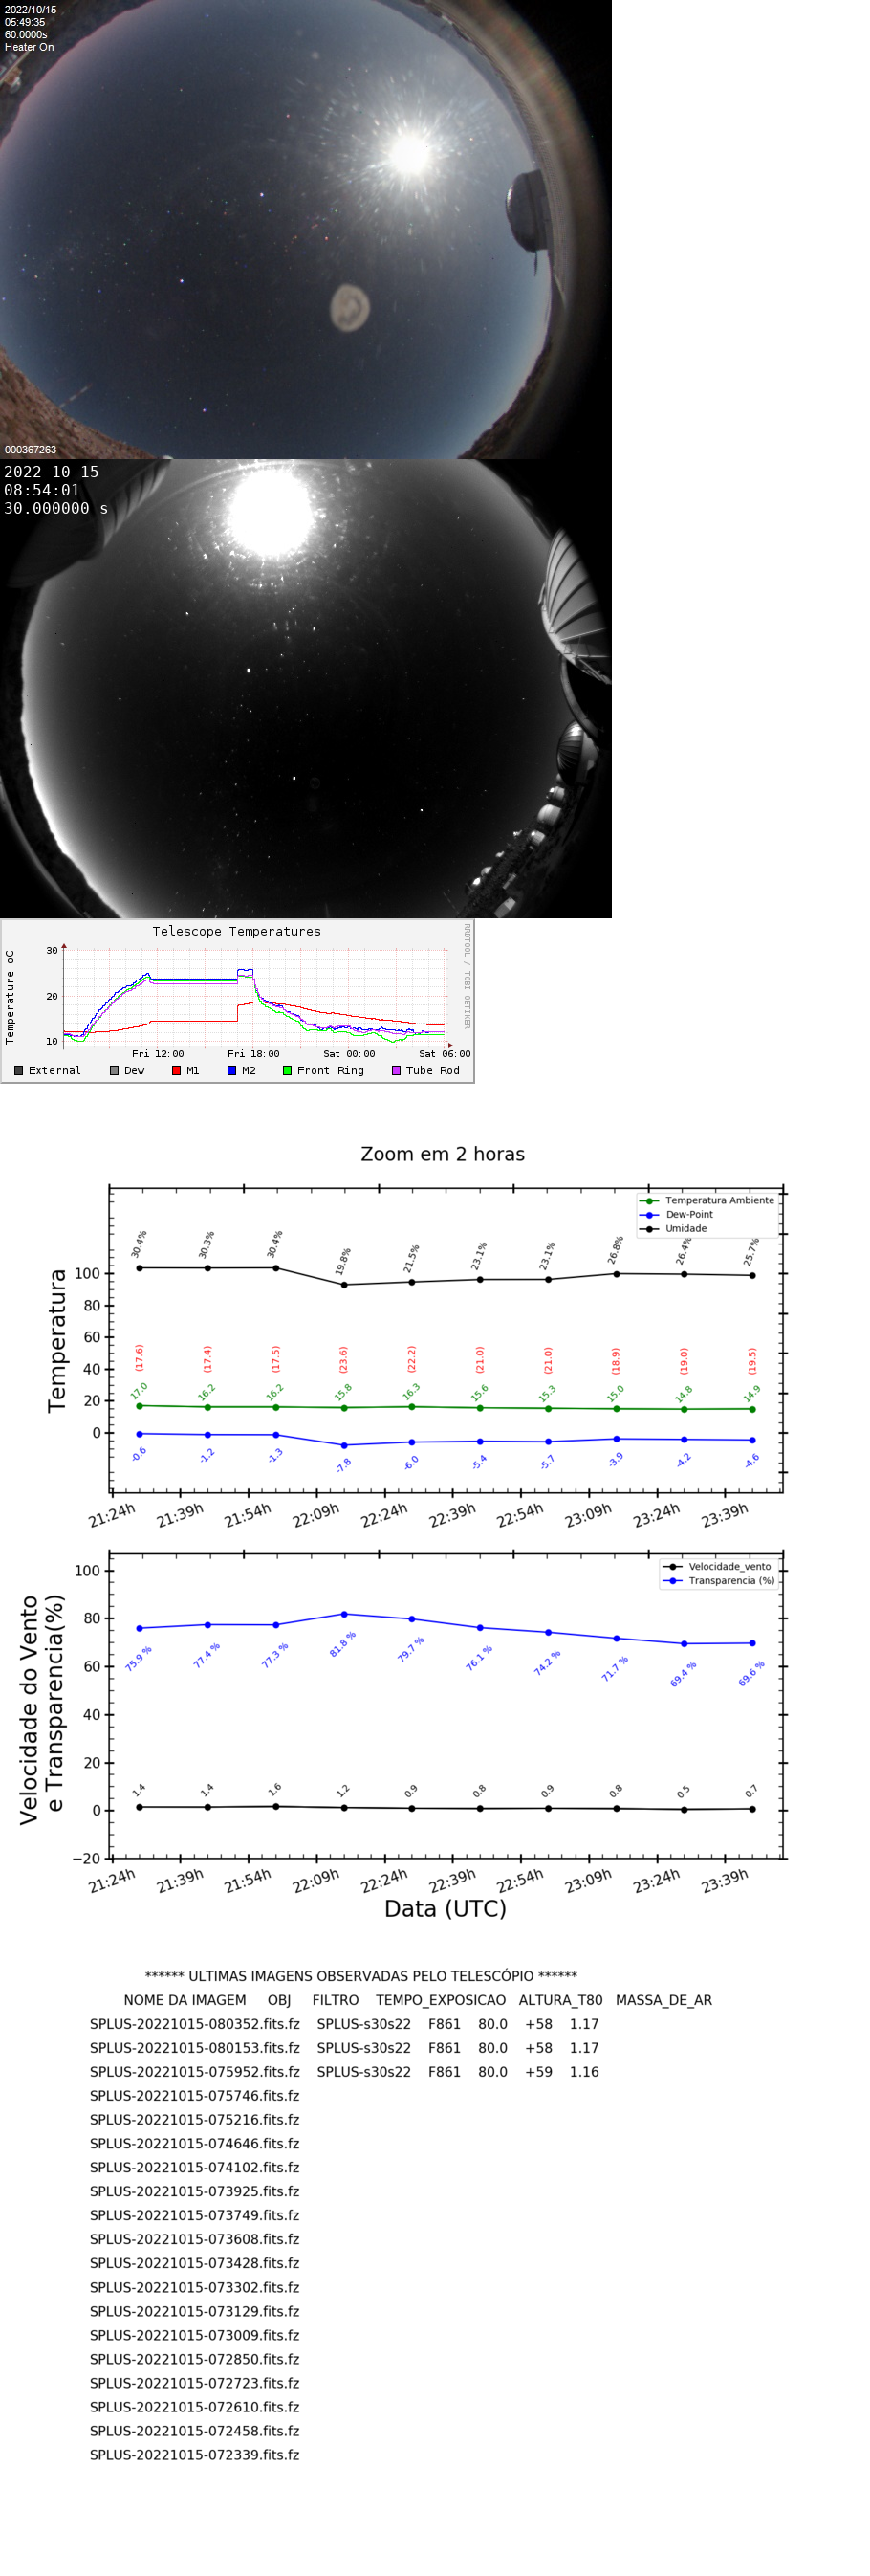 2022/10/15
05:49:35
60.0000s
Heater On
000367263
2022-10-15
08:54:01
30.000000 s
Telescope Temperatures
RRDTOOL / TOBI OETIKER
Temperature oC
30
20
10
Fri 12:00 Fri 18:00 Sat 00:00 Sat 06:00
External Dew M1 M2 Front Ring Tube Rod
Zoom em 2 horas
Temperatura Ambiente
Dew-Point
Umidade
Temperatura
100
80
60
40
20
0
30.4% 30.3% 30.4% 19.8% 21.5% 23.1% 23.1% 26.8% 26.4% 25.7%
(17.6) (17.4) (17.5) (23.6) (22.2) (21.0) (21.0) (18.9) (19.0) (19.5)
17.0 16.2 16.2 15.8 16.3 15.6 15.3 15.0 14.8 14.9
-0.6 -1.2 -1.3 -7.8 -6.0 -5.4 -5.7 -3.9 -4.2 -4.6
21:24h 21:39h 21:54h 22:09h 22:24h 22:39h 22:54h 23:09h 23:24h 23:39h
Velocidade_vento
Transparencia (%)
Velocidade do Vento
e Transparencia(%)
100
80
60
40
20
0
−20
75.9 % 77.4 % 77.3 % 81.8 % 79.7 % 76.1 % 74.2 % 71.7 % 69.4 % 69.6 %
1.4 1.4 1.6 1.2 0.9 0.8 0.9 0.8 0.5 0.7
21:24h 21:39h 21:54h 22:09h 22:24h 22:39h 22:54h 23:09h 23:24h 23:39h
Data (UTC)
****** ULTIMAS IMAGENS OBSERVADAS PELO TELESCÓPIO ******
NOME DA IMAGEM OBJ FILTRO TEMPO_EXPOSICAO ALTURA_T80 MASSA_DE_AR
SPLUS-20221015-080352.fits.fz SPLUS-s30s22 F861 80.0 +58 1.17
SPLUS-20221015-080153.fits.fz SPLUS-s30s22 F861 80.0 +58 1.17
SPLUS-20221015-075952.fits.fz SPLUS-s30s22 F861 80.0 +59 1.16
SPLUS-20221015-075746.fits.fz
SPLUS-20221015-075216.fits.fz
SPLUS-20221015-074646.fits.fz
SPLUS-20221015-074102.fits.fz
SPLUS-20221015-073925.fits.fz
SPLUS-20221015-073749.fits.fz
SPLUS-20221015-073608.fits.fz
SPLUS-20221015-073428.fits.fz
SPLUS-20221015-073302.fits.fz
SPLUS-20221015-073129.fits.fz
SPLUS-20221015-073009.fits.fz
SPLUS-20221015-072850.fits.fz
SPLUS-20221015-072723.fits.fz
SPLUS-20221015-072610.fits.fz
SPLUS-20221015-072458.fits.fz
SPLUS-20221015-072339.fits.fz